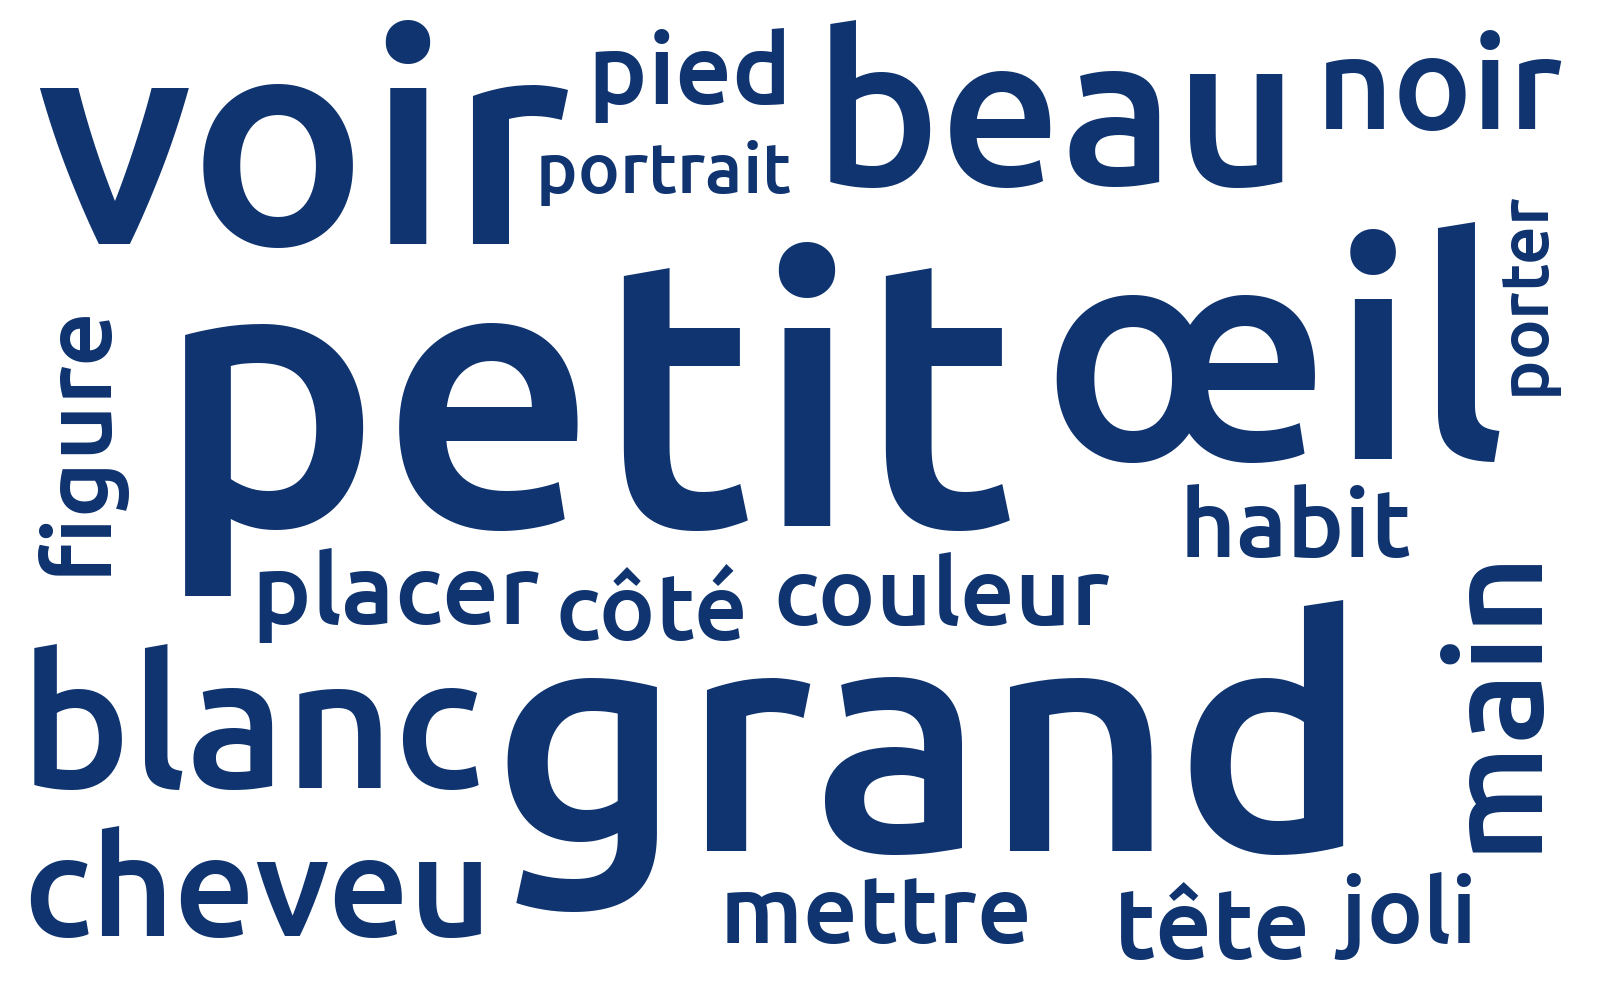 voir
pied
beau
noir
portrait
porter
petit
œil
figure
habit
placer
côté
couleur
main
blanc
grand
cheveu
mettre
tête
joli